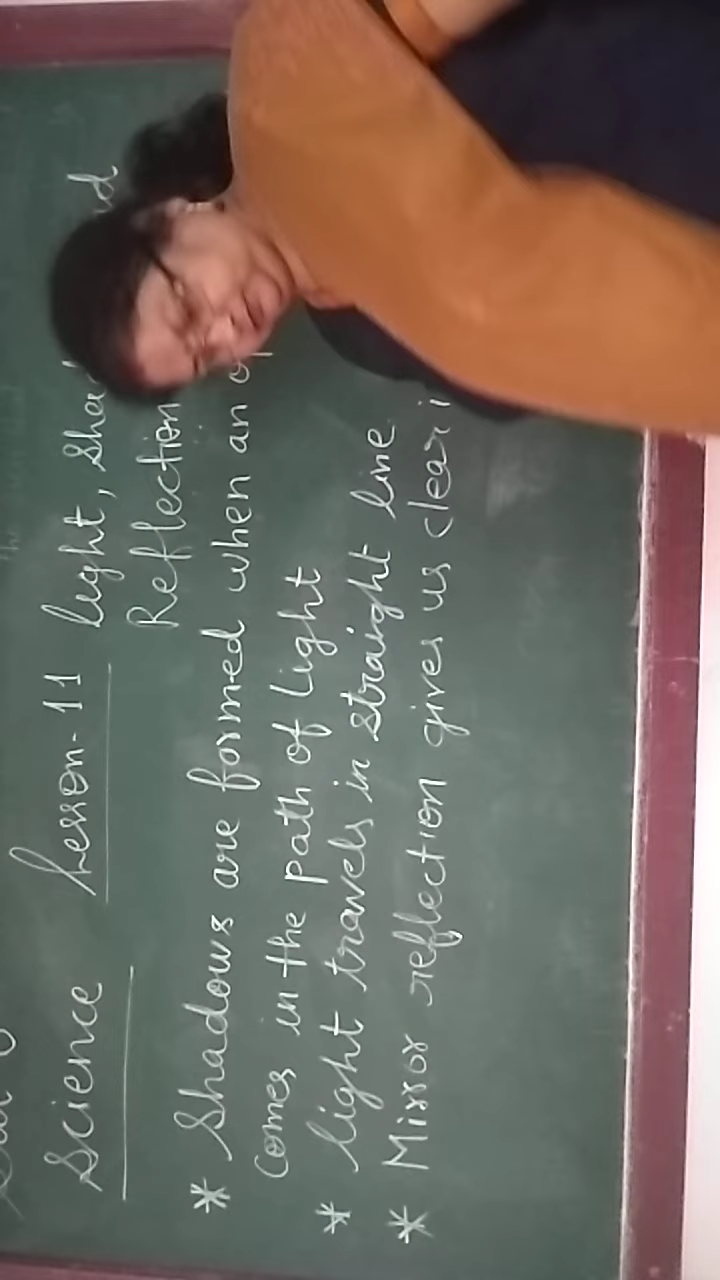 Science Lesson-11 light, Shad
Reflection
* Shadows are formed when an o
comes in the path of Light
* light travels in straight line
* Mirror reflection gives us clear i